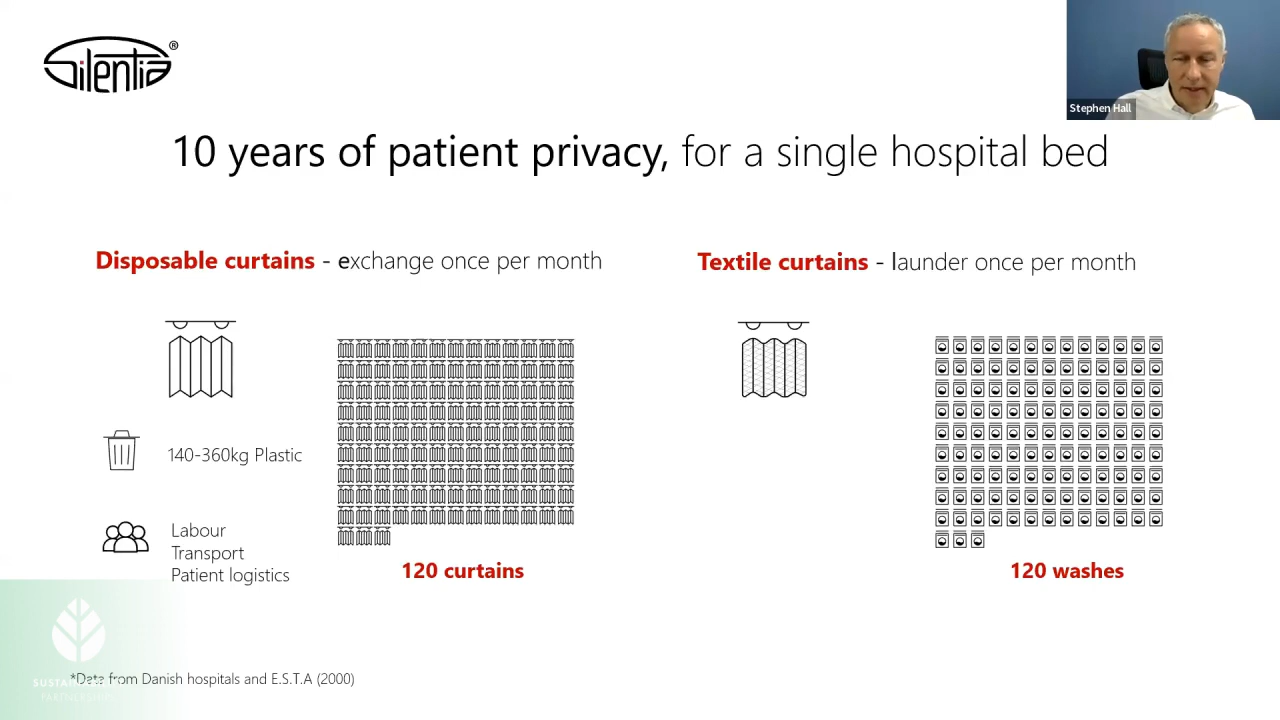 Silentia®
Stephen Hall
10 years of patient privacy, for a single hospital bed
Disposable curtains - exchange once per month
Textile curtains - launder once per month
140-360kg Plastic
Labour
Transport
Patient logistics
120 curtains
120 washes
*Data from Danish hospitals and E.S.T.A (2000)